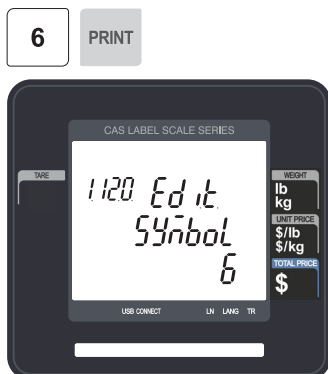 6 PRINT
CAS LABEL SCALE SERIES
TARE
1120 Edit
Symbol
6
WEIGHT
lb
kg
UNIT PRICE
$/lb
$/kg
TOTAL PRICE
$
USB CONNECT LN LANG TR